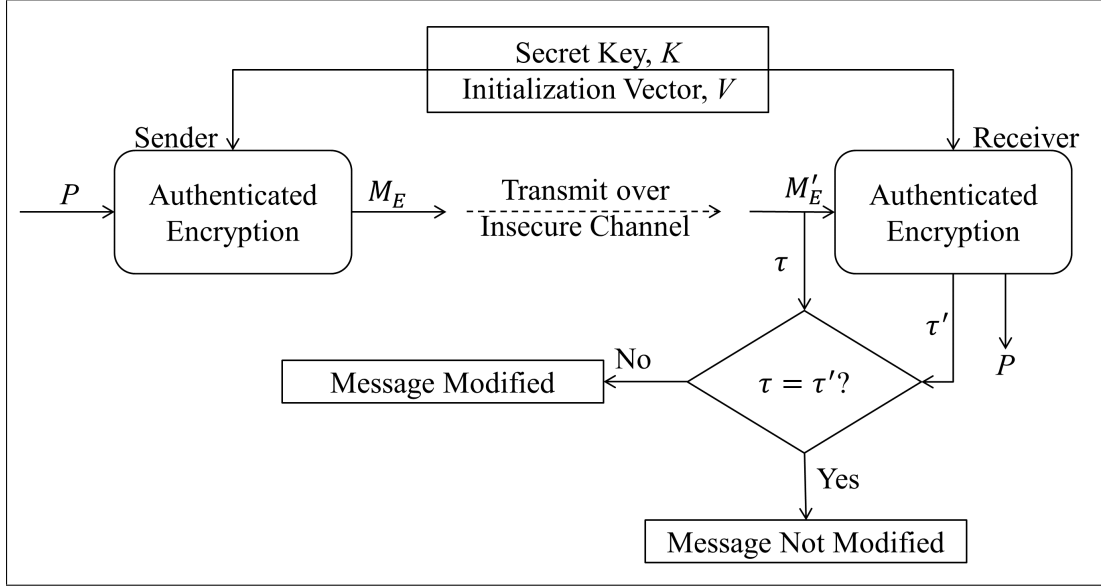 Secret Key, K
Initialization Vector, V
Sender
Receiver
P
Authenticated
Encryption
M_E
Transmit over
Insecure Channel
M'_E
Authenticated
Encryption
τ
τ'
P
No
Message Modified
τ = τ'?
Yes
Message Not Modified